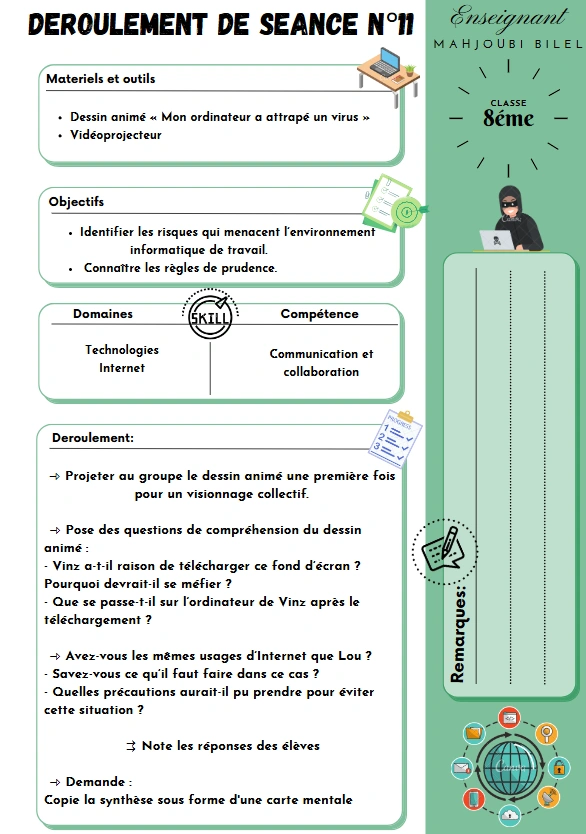 DEROULEMENT DE SEANCE N°11
Enseignant
MAHJOUBI BILEL
CLASSE
8éme
Materiels et outils
• Dessin animé « Mon ordinateur a attrapé un virus »
• Vidéoprojecteur
Objectifs
• Identifier les risques qui menacent l'environnement
informatique de travail.
• Connaître les règles de prudence.
Domaines
SKILL
Compétence
Technologies
Internet
Communication et
collaboration
Deroulement:
PROGRESS
1
2
3
→ Projeter au groupe le dessin animé une première fois
pour un visionnage collectif.
→ Pose des questions de compréhension du dessin
animé :
- Vinz a-t-il raison de télécharger ce fond d'écran ?
Pourquoi devrait-il se méfier ?
- Que se passe-t-il sur l'ordinateur de Vinz après le
téléchargement ?
→ Avez-vous les mêmes usages d'Internet que Lou ?
- Savez-vous ce qu'il faut faire dans ce cas ?
- Quelles précautions aurait-il pu prendre pour éviter
cette situation ?
⇉ Note les réponses des élèves
→ Demande :
Copie la synthèse sous forme d'une carte mentale
Remarques:
Canva